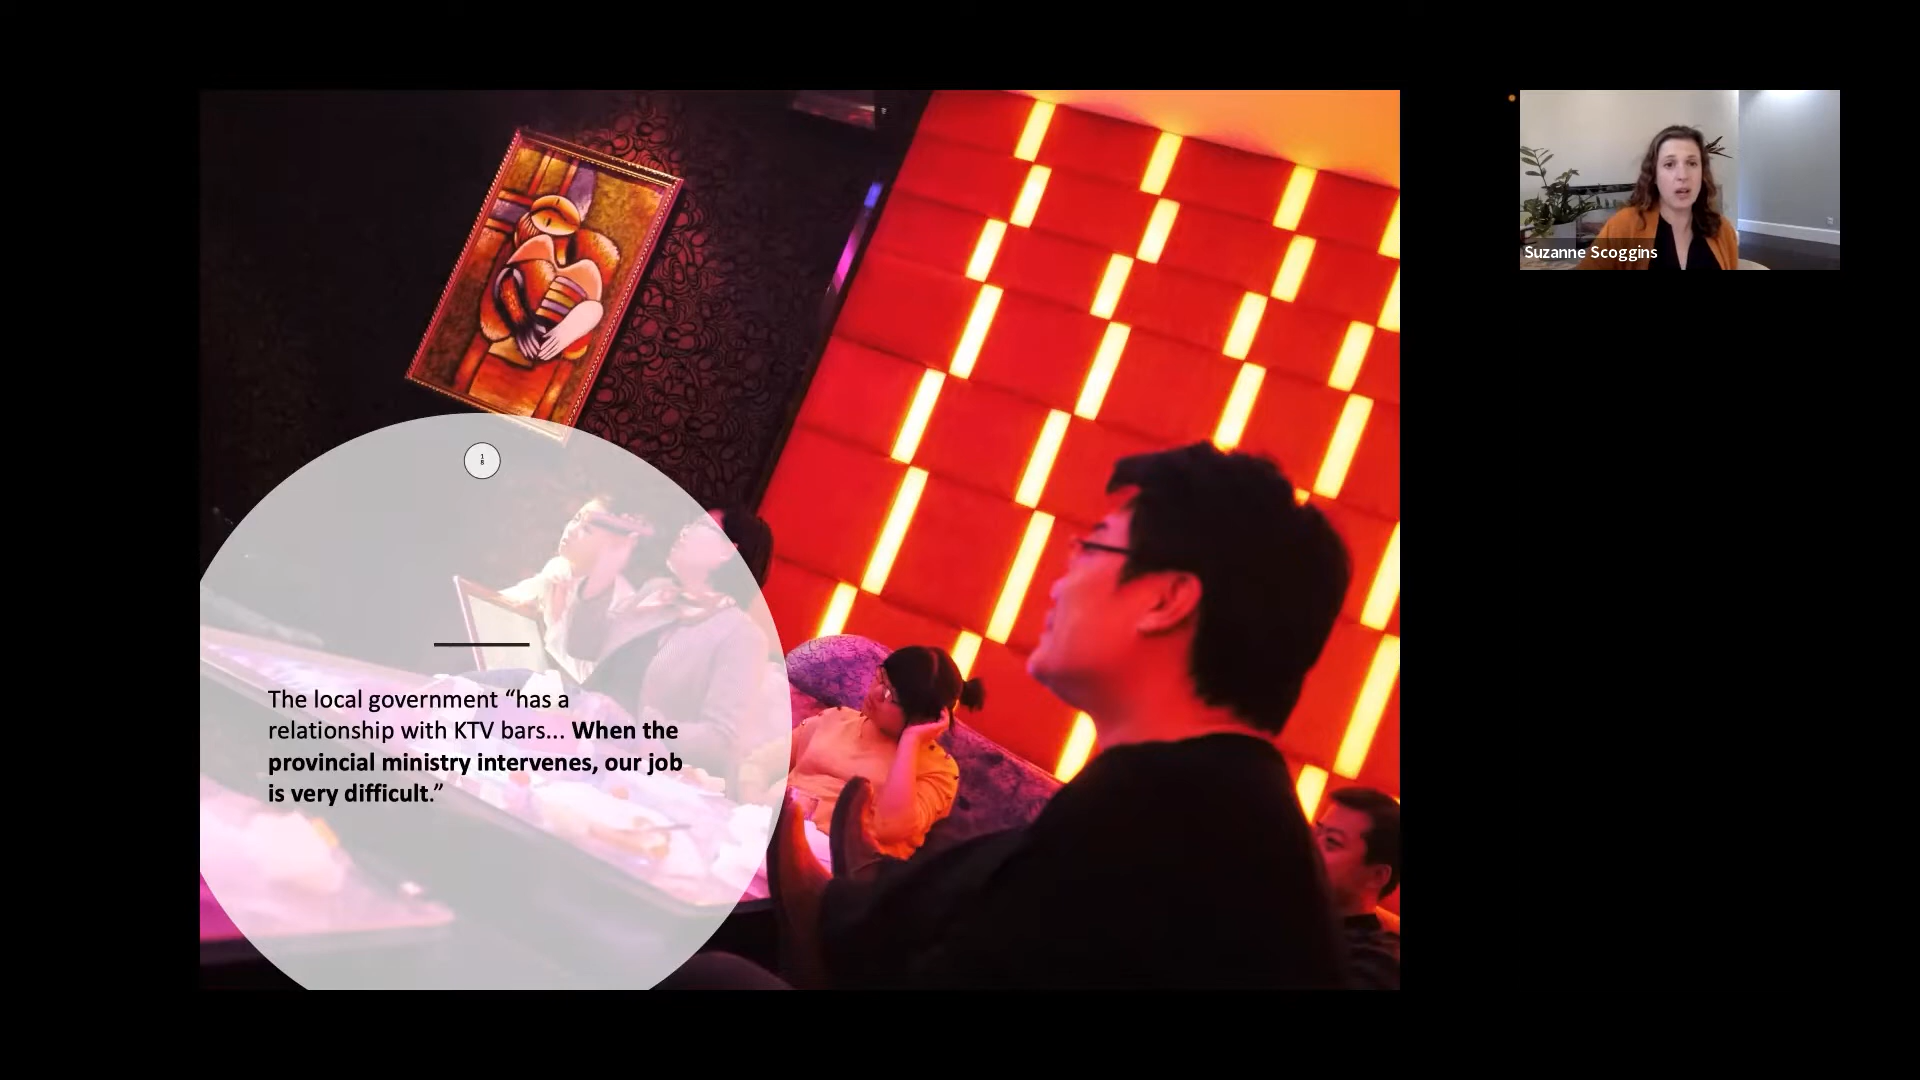 Suzanne Scoggins
18
The local government “has a
relationship with KTV bars... When the
provincial ministry intervenes, our job
is very difficult.”